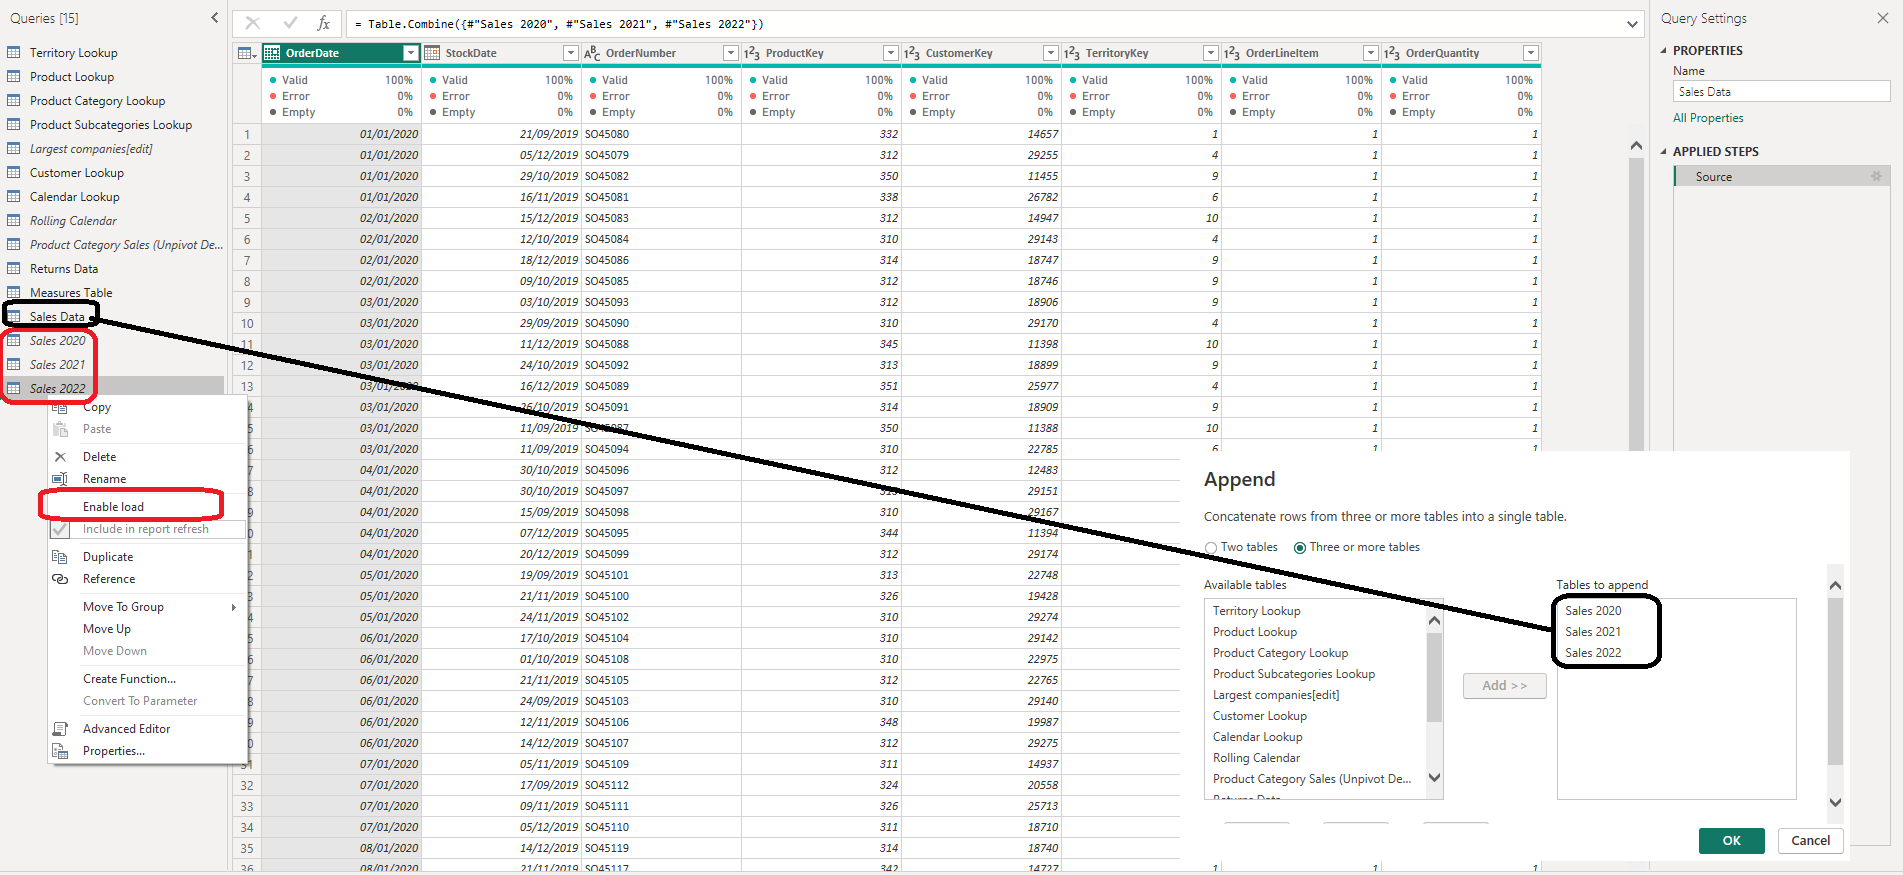 Queries [15]
Territory Lookup
Product Lookup
Product Category Lookup
Product Subcategories Lookup
Largest companies[edit]
Customer Lookup
Calendar Lookup
Rolling Calendar
Product Category Sales (Unpivot De...
Returns Data
Measures Table
Sales Data
Sales 2020
Sales 2021
Sales 2022
Copy
Paste
Delete
Rename
Enable load
Include in report refresh
Duplicate
Reference
Move To Group
Move Up
Move Down
Create Function...
Convert To Parameter
Advanced Editor
Properties...
= Table.Combine({#"Sales 2020", #"Sales 2021", #"Sales 2022"})
OrderDate StockDate OrderNumber ProductKey CustomerKey TerritoryKey OrderLineItem OrderQuantity
Valid 100% Valid 100% Valid 100% Valid 100% Valid 100% Valid 100% Valid 100% Valid 100%
Error 0% Error 0% Error 0% Error 0% Error 0% Error 0% Error 0% Error 0%
Empty 0% Empty 0% Empty 0% Empty 0% Empty 0% Empty 0% Empty 0% Empty 0%
1 01/01/2020 21/09/2019 SO45080 332 14657 1 1 1
2 01/01/2020 05/12/2019 SO45079 312 29255 4 1 1
3 01/01/2020 29/10/2019 SO45082 350 11455 9 1 1
4 01/01/2020 16/11/2019 SO45081 338 26782 6 1 1
5 02/01/2020 15/12/2019 SO45083 312 14947 10 1 1
6 02/01/2020 12/10/2019 SO45084 310 29143 4 1 1
7 02/01/2020 18/12/2019 SO45086 314 18747 9 1 1
8 02/01/2020 09/10/2019 SO45085 312 18746 9 1 1
9 03/01/2020 03/10/2019 SO45093 312 18906 9 1 1
10 03/01/2020 29/09/2019 SO45090 310 29170 4 1 1
11 03/01/2020 11/12/2019 SO45088 345 11398 10 1 1
12 03/01/2020 24/10/2019 SO45092 313 18899 9 1 1
13 03/01/2020 16/12/2019 SO45089 351 25977 4 1 1
4 03/01/2020 26/10/2019 SO45091 314 18909 9 1 1
5 03/01/2020 11/09/2019 SO45087 350 11388 10 1 1
6 03/01/2020 11/09/2019 SO45094 310 22785 6 1 1
7 04/01/2020 30/10/2019 SO45096 312 12483
8 04/01/2020 30/10/2019 SO45097 313 29151
9 04/01/2020 15/09/2019 SO45098 310 29167
0 04/01/2020 07/12/2019 SO45095 344 11394
1 04/01/2020 20/12/2019 SO45099 312 29174
2 05/01/2020 19/09/2019 SO45101 313 22748
3 05/01/2020 21/11/2019 SO45100 326 19428
4 05/01/2020 24/11/2019 SO45102 310 29274
5 06/01/2020 17/10/2019 SO45104 310 29142
6 06/01/2020 01/10/2019 SO45108 310 22975
7 06/01/2020 21/11/2019 SO45105 312 22765
8 06/01/2020 24/09/2019 SO45103 310 29140
9 06/01/2020 12/11/2019 SO45106 348 19987
0 06/01/2020 14/12/2019 SO45107 312 29275
31 07/01/2020 05/11/2019 SO45109 311 14937
32 07/01/2020 17/09/2019 SO45112 324 20558
33 07/01/2020 09/11/2019 SO45111 326 25713
34 07/01/2020 05/12/2019 SO45110 311 18710
35 08/01/2020 14/12/2019 SO45119 314 18740
36 08/01/2020 21/11/2019 SO45117 342 14727 1 1 1
Append
Concatenate rows from three or more tables into a single table.
Two tables Three or more tables
Available tables
Territory Lookup
Product Lookup
Product Category Lookup
Product Subcategories Lookup
Largest companies[edit]
Customer Lookup
Calendar Lookup
Rolling Calendar
Product Category Sales (Unpivot De...
Returns Data
Add >>
Tables to append
Sales 2020
Sales 2021
Sales 2022
OK Cancel
Query Settings
PROPERTIES
Name
Sales Data
All Properties
APPLIED STEPS
Source